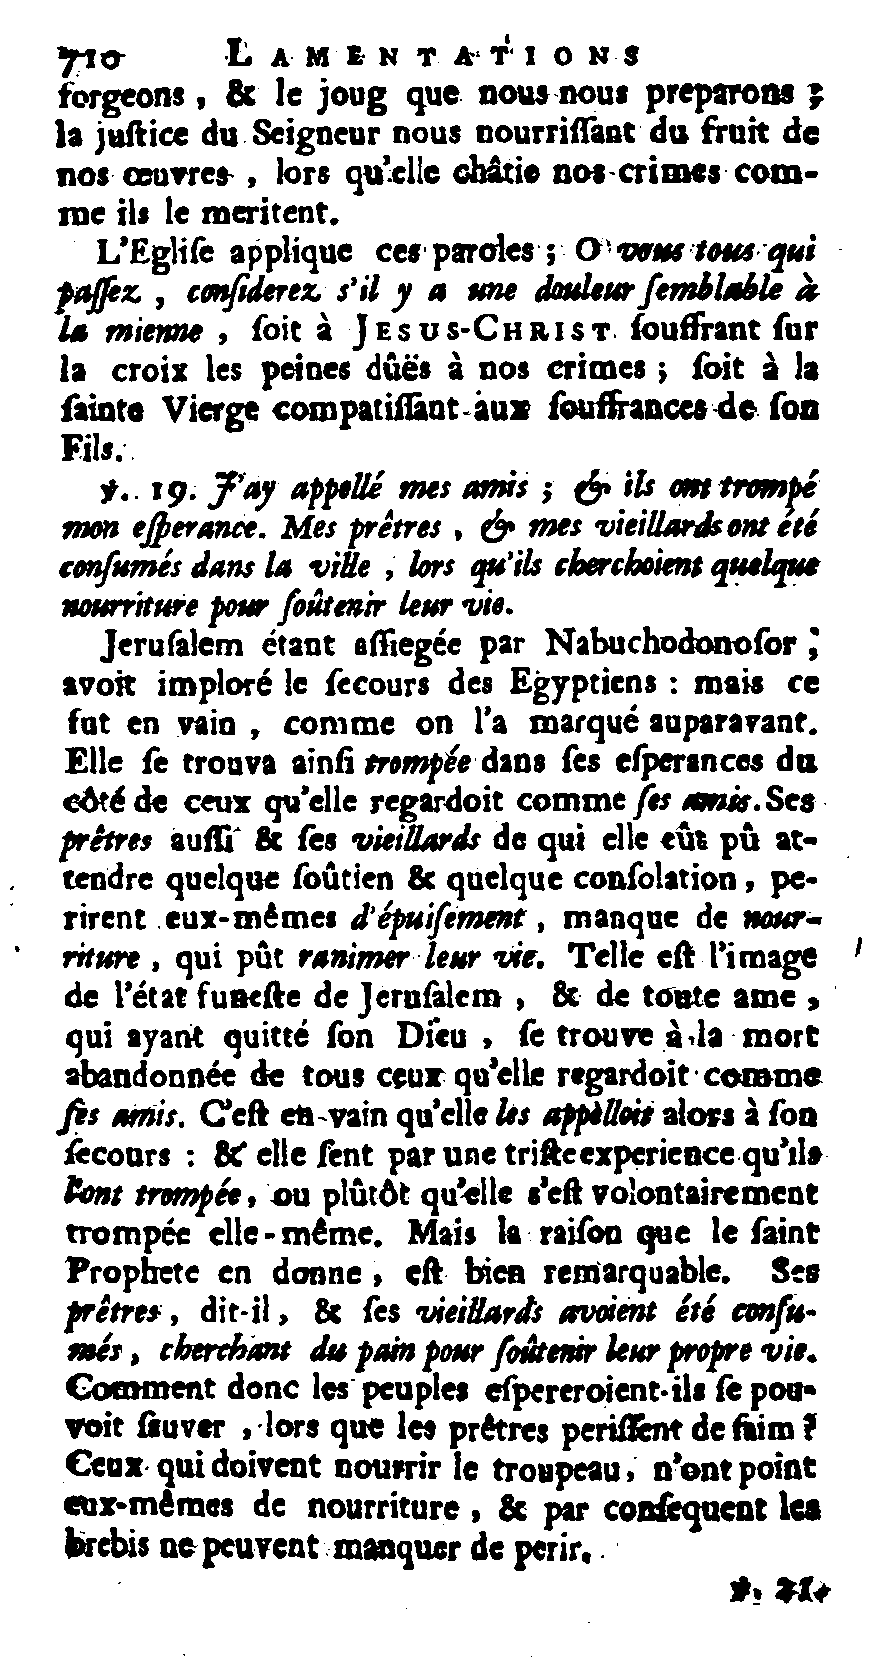 710 LAMENTATIONS
forgeons, & le joug que nous nous preparons ;
la juſtice du Seigneur nous nourriſſant du fruit de
nos œuvres, lors qu'elle châtie nos crimes com-
me ils le meritent.
L'Egliſe applique ces paroles ; O vous tous qui
paſſez, conſiderez s'il y a une douleur ſemblable à
la mienne, ſoit à JESUS-CHRIST ſouffrant ſur
la croix les peines dûës à nos crimes ; ſoit à la
ſainte Vierge compatiſſant aux ſouffrances de ſon
Fils.
℣. 19. J'ay appellé mes amis ; & ils ont trompé
mon eſperance. Mes prêtres, & mes vieillards ont été
conſumés dans la ville, lors qu'ils cherchoient quelque
nourriture pour ſoûtenir leur vie.
Jeruſalem étant aſſiegée par Nabuchodonoſor ;
avoit imploré le ſecours des Egyptiens : mais ce
fut en vain, comme on l'a marqué auparavant.
Elle ſe trouva ainſi trompée dans ſes eſperances du
côté de ceux qu'elle regardoit comme ſes amis. Ses
prêtres auſſi & ſes vieillards de qui elle eût pû at-
tendre quelque ſoûtien & quelque conſolation, pe-
rirent eux-mêmes d'épuiſement, manque de nour-
riture, qui pût ranimer leur vie. Telle eſt l'image
de l'état funeſte de Jeruſalem, & de toute ame,
qui ayant quitté ſon Dieu, ſe trouve à la mort
abandonnée de tous ceux qu'elle regardoit comme
ſes amis. C'eſt en vain qu'elle les appelloit alors à ſon
ſecours : & elle ſent par une triſte experience qu'ils
l'ont trompée, ou plûtôt qu'elle s'eſt volontairement
trompée elle-même. Mais la raiſon que le ſaint
Prophete en donne, eſt bien remarquable. Ses
prêtres, dit-il, & ſes vieillards avoient été conſu-
més, cherchant du pain pour ſoûtenir leur propre vie.
Comment donc les peuples eſpereroient-ils ſe pou-
voit ſauver, lors que les prêtres periſſent de faim ?
Ceux qui doivent nourrir le troupeau, n'ont point
eux-mêmes de nourriture, & par conſequent les
brebis ne peuvent manquer de perir.
℣. 21.